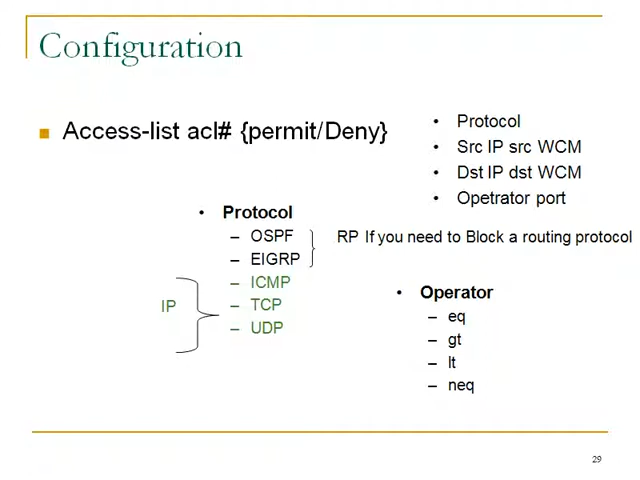 Configuration
Access-list acl# {permit/Deny}
• Protocol
• Src IP src WCM
• Dst IP dst WCM
• Opetrator port
• Protocol
– OSPF
– EIGRP
– ICMP
– TCP
– UDP
RP If you need to Block a routing protocol
IP
• Operator
– eq
– gt
– lt
– neq
29